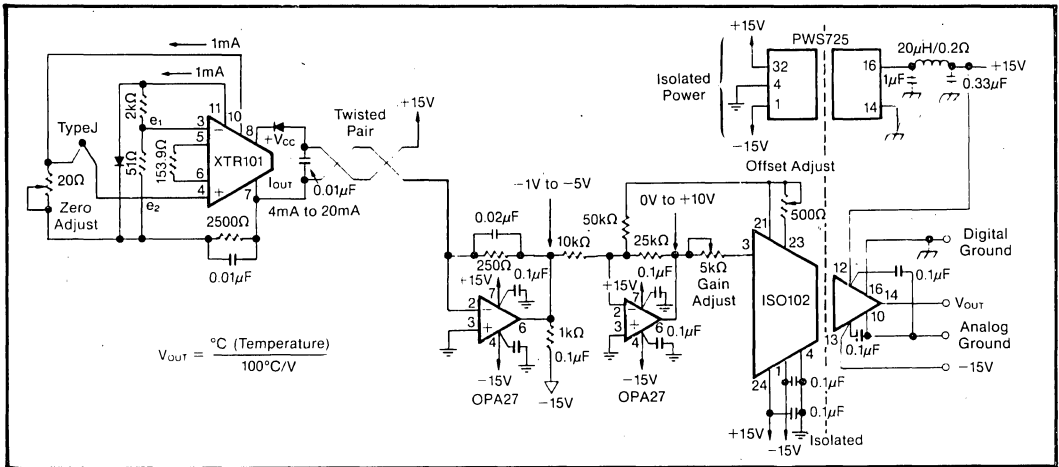 1mA
1mA
2kΩ
11
10
8
e1
3
−
TypeJ
51Ω
153.9Ω
5
XTR101
6
+
4
7
20Ω
Zero
Adjust
e2
2500Ω
0.01µF
+VCC
IOUT
0.01µF
4mA to 20mA
Twisted
Pair
+15V
VOUT = °C (Temperature)
100°C/V
0.02µF
250Ω
0.1µF
+15V
7
2
−
3
+
6
4
1kΩ
0.1µF
−15V
OPA27
−15V
−1V to −5V
10kΩ
50kΩ
0V to +10V
25kΩ
0.1µF
+15V
7
2
−
3
+
6
4
0.1µF
−15V
OPA27
5kΩ
Gain
Adjust
Isolated
Power
+15V
32
4
1
−15V
PWS725
16
14
20µH/0.2Ω
1µF
0.33µF
+15V
Offset Adjust
500Ω
21
23
3
ISO102
24
1
4
0.1µF
0.1µF
+15V
−15V
Isolated
12
16
14
10
13
0.1µF
0.1µF
Digital
Ground
VOUT
Analog
Ground
−15V